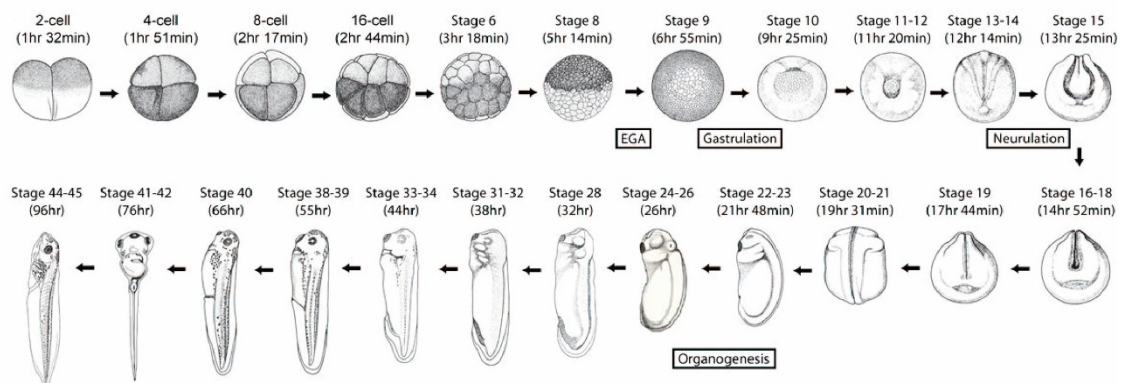 2-cell
(1hr 32min)
4-cell
(1hr 51min)
8-cell
(2hr 17min)
16-cell
(2hr 44min)
Stage 6
(3hr 18min)
Stage 8
(5hr 14min)
Stage 9
(6hr 55min)
Stage 10
(9hr 25min)
Stage 11-12
(11hr 20min)
Stage 13-14
(12hr 14min)
Stage 15
(13hr 25min)
EGA
Gastrulation
Neurulation
Stage 44-45
(96hr)
Stage 41-42
(76hr)
Stage 40
(66hr)
Stage 38-39
(55hr)
Stage 33-34
(44hr)
Stage 31-32
(38hr)
Stage 28
(32hr)
Stage 24-26
(26hr)
Stage 22-23
(21hr 48min)
Stage 20-21
(19hr 31min)
Stage 19
(17hr 44min)
Stage 16-18
(14hr 52min)
Organogenesis